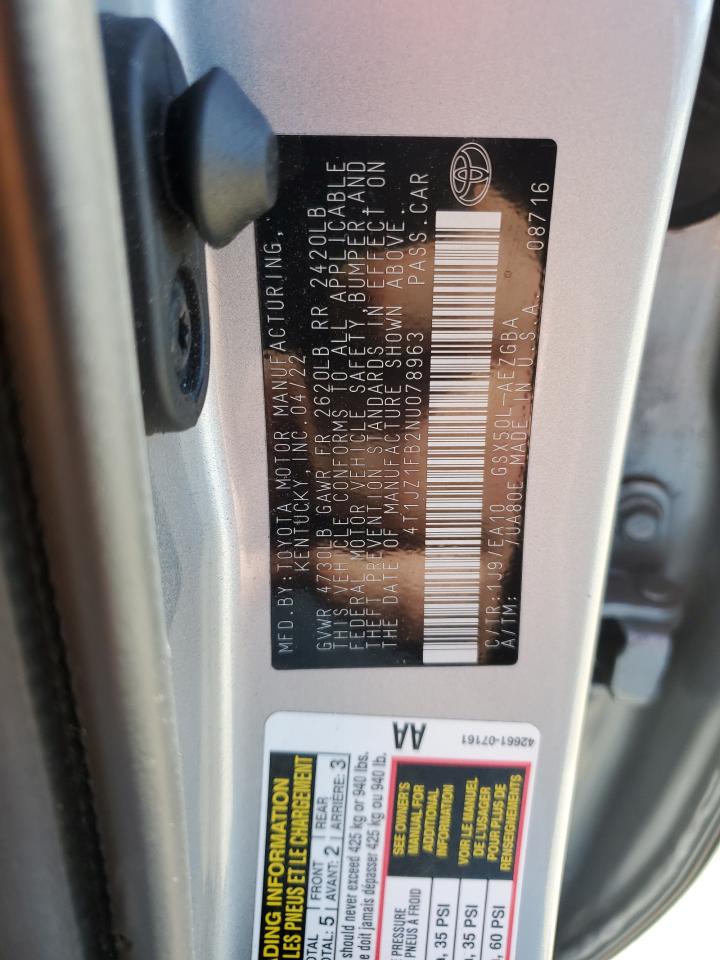 MFD.BY:TOYOTA MOTOR MANUFACTURING,
KENTUCKY, INC. 04/22
GVWR 4730LB GAWR FR 2620LB RR 2420LB
THIS VEHICLE CONFORMS TO ALL APPLICABLE
FEDERAL MOTOR VEHICLE SAFETY, BUMPER, AND
THEFT PREVENTION STANDARDS IN EFFECT ON
THE DATE OF MANUFACTURE SHOWN ABOVE.
4T1JZ1FB2NU078963 PASS.CAR
C/TR:1J9/EA10 GSX50L-AEZGBA
A/TM: /UA80E MADE IN U.S.A. 08716
ADING INFORMATION
LES PNEUS ET LE CHARGEMENT
OTAL FRONT REAR
OTAL: 5 AVANT: 2 ARRIÈRE: 3
should never exceed 425 kg or 940 lbs.
e doit jamais dépasser 425 kg ou 940 lb.
PRESSURE
PNEUS À FROID
, 35 PSI
, 35 PSI
, 60 PSI
SEE OWNER'S
MANUAL FOR
ADDITIONAL
INFORMATION
VOIR LE MANUEL
DE L'USAGER
POUR PLUS DE
RENSEIGNEMENTS
AA
42661-07161